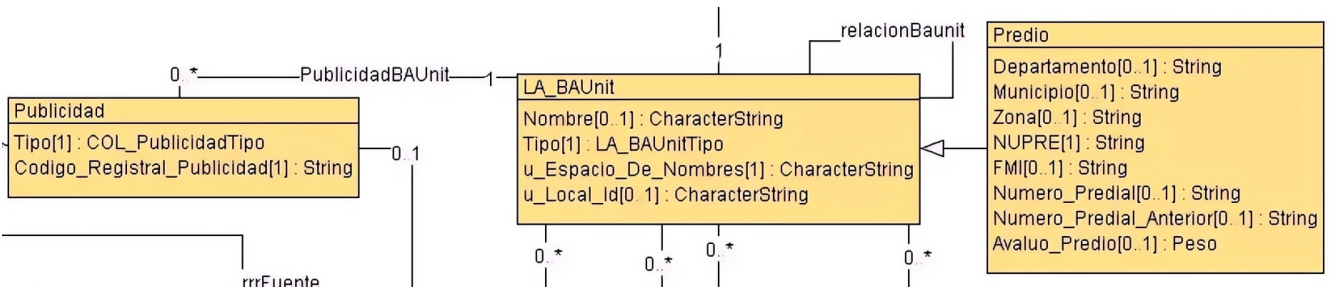 0..*
PublicidadBAUnit
1
Publicidad
Tipo[1] : COL_PublicidadTipo
Codigo_Registral_Publicidad[1] : String
0..1
rrrFuente
1
relacionBaunit
LA_BAUnit
Nombre[0..1] : CharacterString
Tipo[1] : LA_BAUnitTipo
u_Espacio_De_Nombres[1] : CharacterString
u_Local_Id[0..1] : CharacterString
0..*
0..*
0..*
0..*
Predio
Departamento[0..1] : String
Municipio[0..1] : String
Zona[0..1] : String
NUPRE[1] : String
FMI[0..1] : String
Numero_Predial[0..1] : String
Numero_Predial_Anterior[0..1] : String
Avaluo_Predio[0..1] : Peso